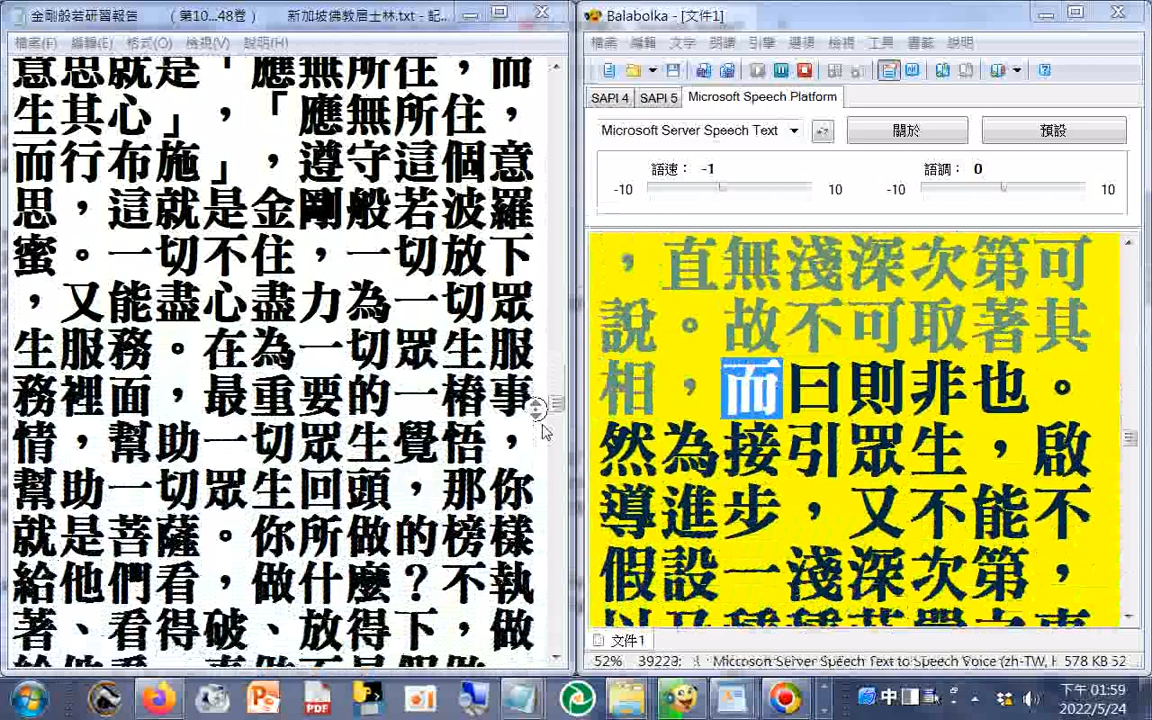 金剛般若研習報告 （第10...48卷） 新加坡佛教居士林.txt - 記...
檔案(F) 編輯(E) 格式(O) 檢視(V) 說明(H)
意思就是「應無所住，而
生其心」，「應無所住，
而行布施」，遵守這個意
思，這就是金剛般若波羅
蜜。一切不住，一切放下
，又能盡心盡力為一切眾
生服務。在為一切眾生服
務裡面，最重要的一樁事
情，幫助一切眾生覺悟，
幫助一切眾生回頭，那你
就是菩薩。你所做的榜樣
給他們看，做什麼？不執
著、看得破、放得下，做
Balabolka - [文件1]
檔案 編輯 文字 朗讀 引擎 選項 檢視 工具 書籤 說明
SAPI 4 SAPI 5 Microsoft Speech Platform
Microsoft Server Speech Text 關於 預設
語速： -1 語調： 0
-10 10 -10 10
，直無淺深次第可
說。故不可取著其
相，而曰則非也。
然為接引眾生，啟
導進步，又不能不
假設一淺深次第，
文件1
52% 39223: Microsoft Server Speech Text to Speech Voice (zh-TW, H 578 KB 52
中
下午 01:59
2022/5/24